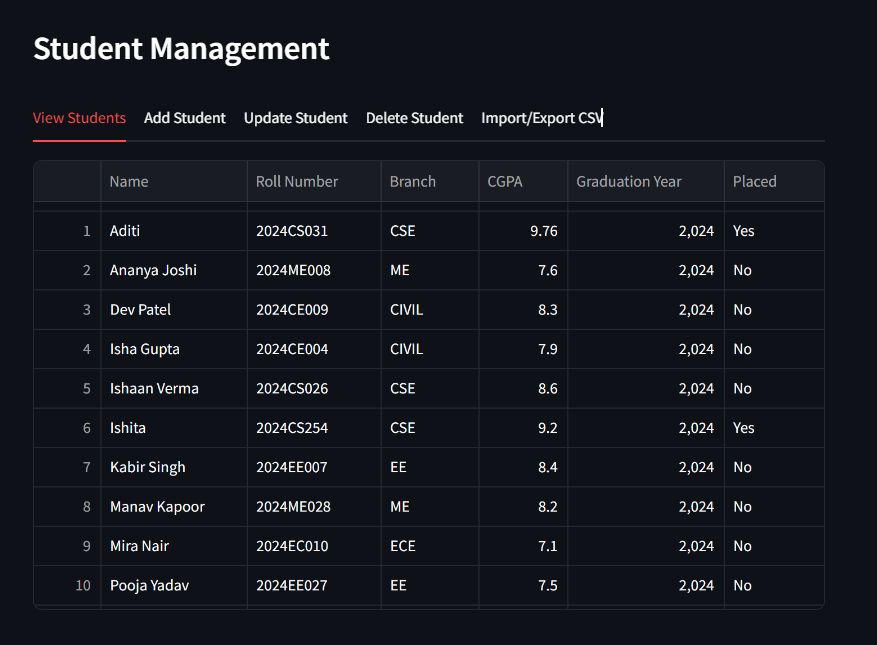 Student Management
View Students Add Student Update Student Delete Student Import/Export CSV
Name Roll Number Branch CGPA Graduation Year Placed
1 Aditi 2024CS031 CSE 9.76 2,024 Yes
2 Ananya Joshi 2024ME008 ME 7.6 2,024 No
3 Dev Patel 2024CE009 CIVIL 8.3 2,024 No
4 Isha Gupta 2024CE004 CIVIL 7.9 2,024 No
5 Ishaan Verma 2024CS026 CSE 8.6 2,024 No
6 Ishita 2024CS254 CSE 9.2 2,024 Yes
7 Kabir Singh 2024EE007 EE 8.4 2,024 No
8 Manav Kapoor 2024ME028 ME 8.2 2,024 No
9 Mira Nair 2024EC010 ECE 7.1 2,024 No
10 Pooja Yadav 2024EE027 EE 7.5 2,024 No